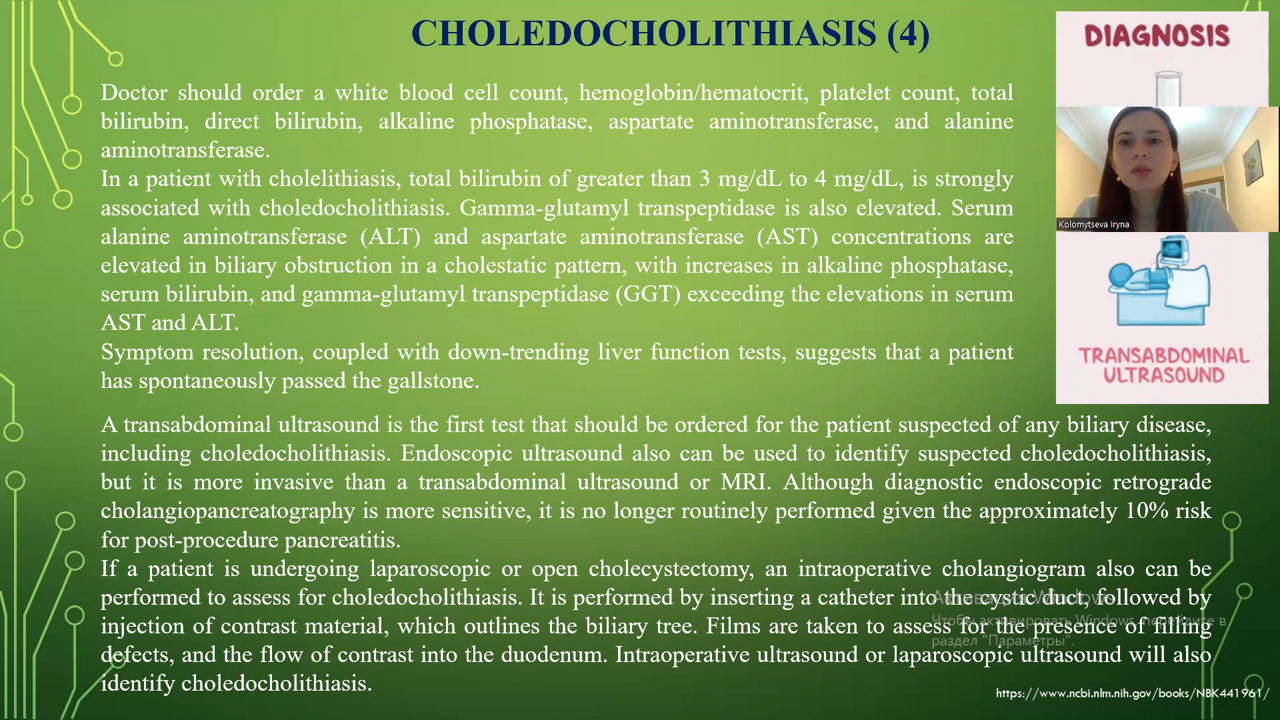 CHOLEDOCHOLITHIASIS (4)
Doctor should order a white blood cell count, hemoglobin/hematocrit, platelet count, total
bilirubin, direct bilirubin, alkaline phosphatase, aspartate aminotransferase, and alanine
aminotransferase.
In a patient with cholelithiasis, total bilirubin of greater than 3 mg/dL to 4 mg/dL, is strongly
associated with choledocholithiasis. Gamma-glutamyl transpeptidase is also elevated. Serum
alanine aminotransferase (ALT) and aspartate aminotransferase (AST) concentrations are
elevated in biliary obstruction in a cholestatic pattern, with increases in alkaline phosphatase,
serum bilirubin, and gamma-glutamyl transpeptidase (GGT) exceeding the elevations in serum
AST and ALT.
Symptom resolution, coupled with down-trending liver function tests, suggests that a patient
has spontaneously passed the gallstone.
DIAGNOSIS
Kolomytseva Iryna
TRANSABDOMINAL
ULTRASOUND
A transabdominal ultrasound is the first test that should be ordered for the patient suspected of any biliary disease,
including choledocholithiasis. Endoscopic ultrasound also can be used to identify suspected choledocholithiasis,
but it is more invasive than a transabdominal ultrasound or MRI. Although diagnostic endoscopic retrograde
cholangiopancreatography is more sensitive, it is no longer routinely performed given the approximately 10% risk
for post-procedure pancreatitis.
If a patient is undergoing laparoscopic or open cholecystectomy, an intraoperative cholangiogram also can be
performed to assess for choledocholithiasis. It is performed by inserting a catheter into the cystic duct, followed by
injection of contrast material, which outlines the biliary tree. Films are taken to assess for the presence of filling
defects, and the flow of contrast into the duodenum. Intraoperative ultrasound or laparoscopic ultrasound will also
identify choledocholithiasis.
Активация Windows
Чтобы активировать Windows, перейдите в
раздел "Параметры".
https://www.ncbi.nlm.nih.gov/books/NBK441961/